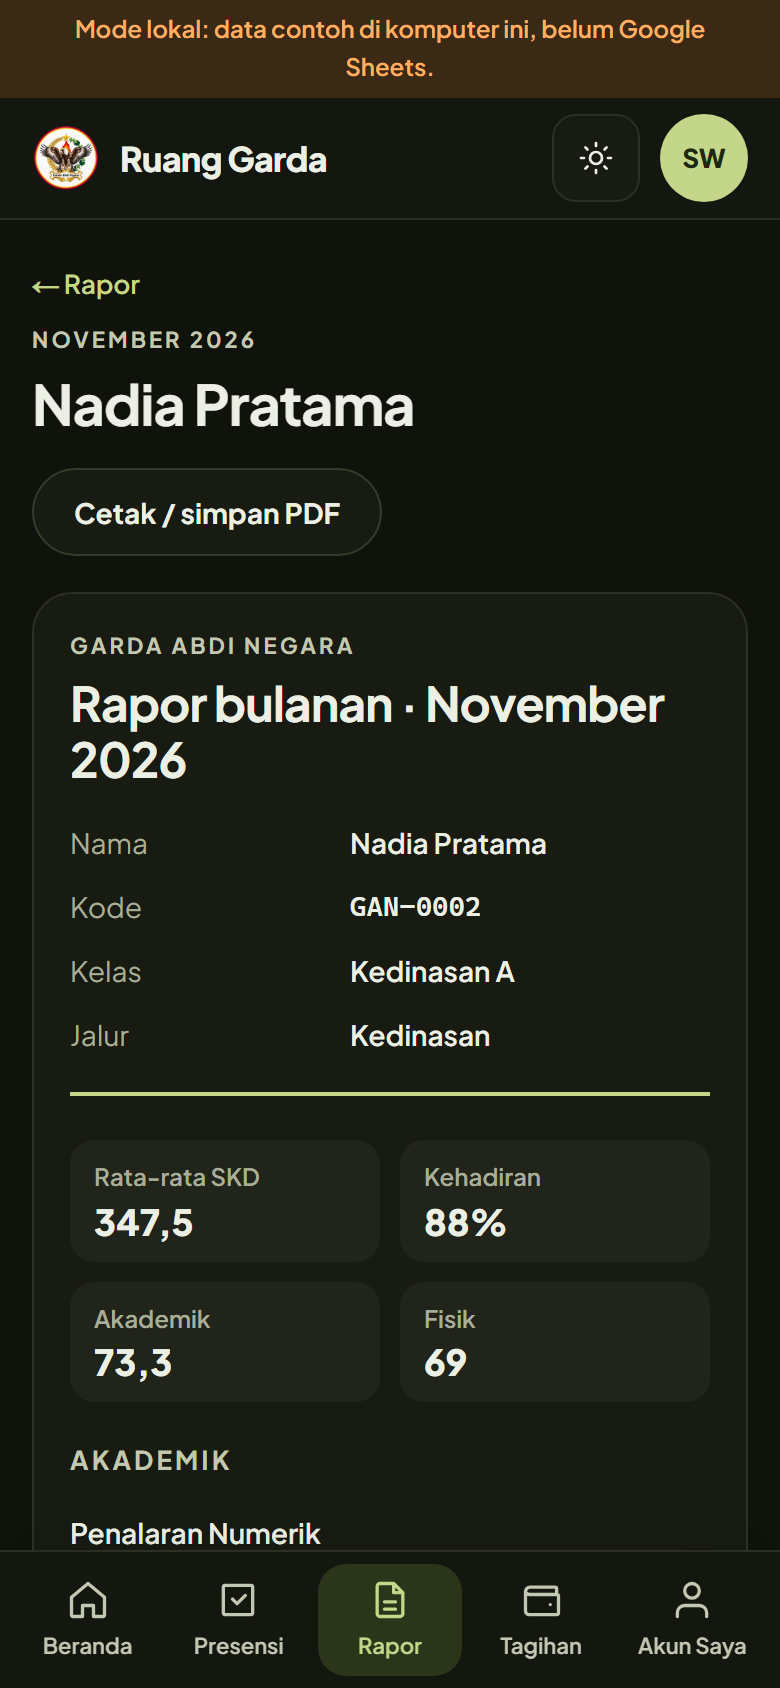 Mode lokal: data contoh di komputer ini, belum Google
Sheets.
Ruang Garda
SW
← Rapor
NOVEMBER 2026
Nadia Pratama
Cetak / simpan PDF
GARDA ABDI NEGARA
Rapor bulanan · November
2026
Nama Nadia Pratama
Kode GAN-0002
Kelas Kedinasan A
Jalur Kedinasan
Rata-rata SKD Kehadiran
347,5 88%
Akademik Fisik
73,3 69
AKADEMIK
Penalaran Numerik
Beranda Presensi Rapor Tagihan Akun Saya